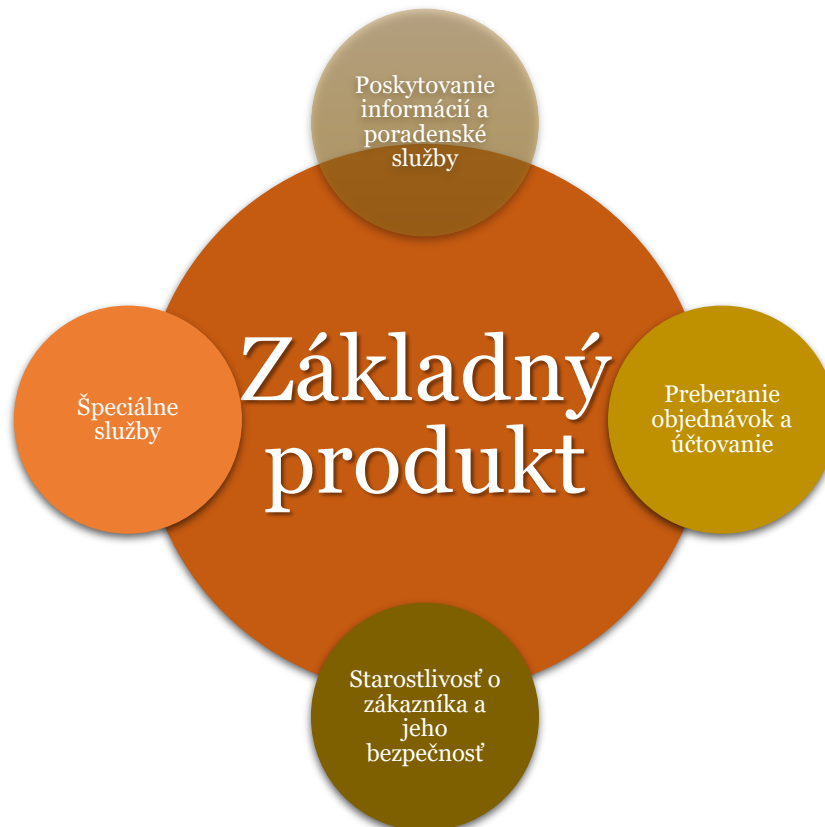 Poskytovanie
informácií a
poradenské
služby
Základný
produkt
Špeciálne
služby
Preberanie
objednávok a
účtovanie
Starostlivosť o
zákazníka a
jeho
bezpečnosť